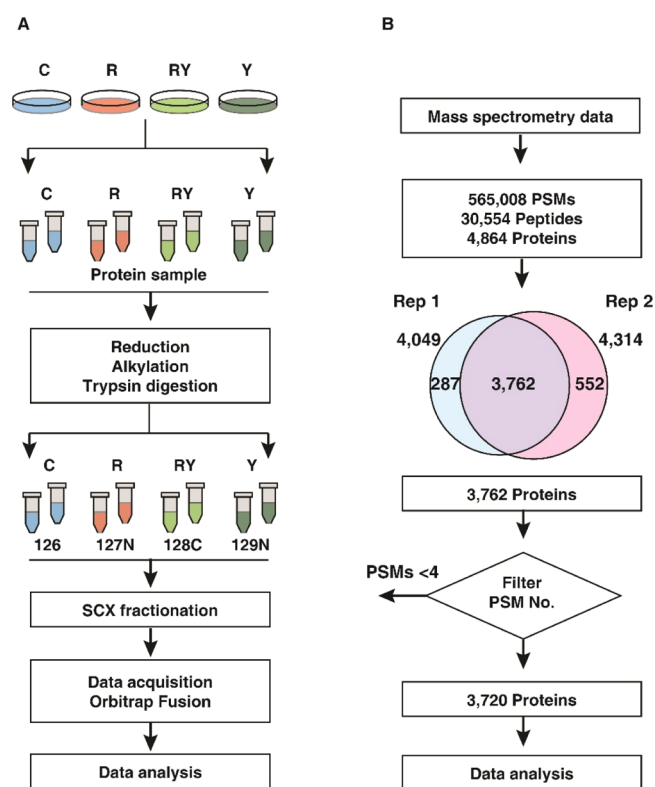 A
C R RY Y
C R RY Y
Protein sample
Reduction
Alkylation
Trypsin digestion
C R RY Y
126 127N 128C 129N
SCX fractionation
Data acquisition
Orbitrap Fusion
Data analysis
B
Mass spectrometry data
565,008 PSMs
30,554 Peptides
4,864 Proteins
Rep 1 Rep 2
4,049 4,314
287 3,762 552
3,762 Proteins
PSMs <4
Filter
PSM No.
3,720 Proteins
Data analysis